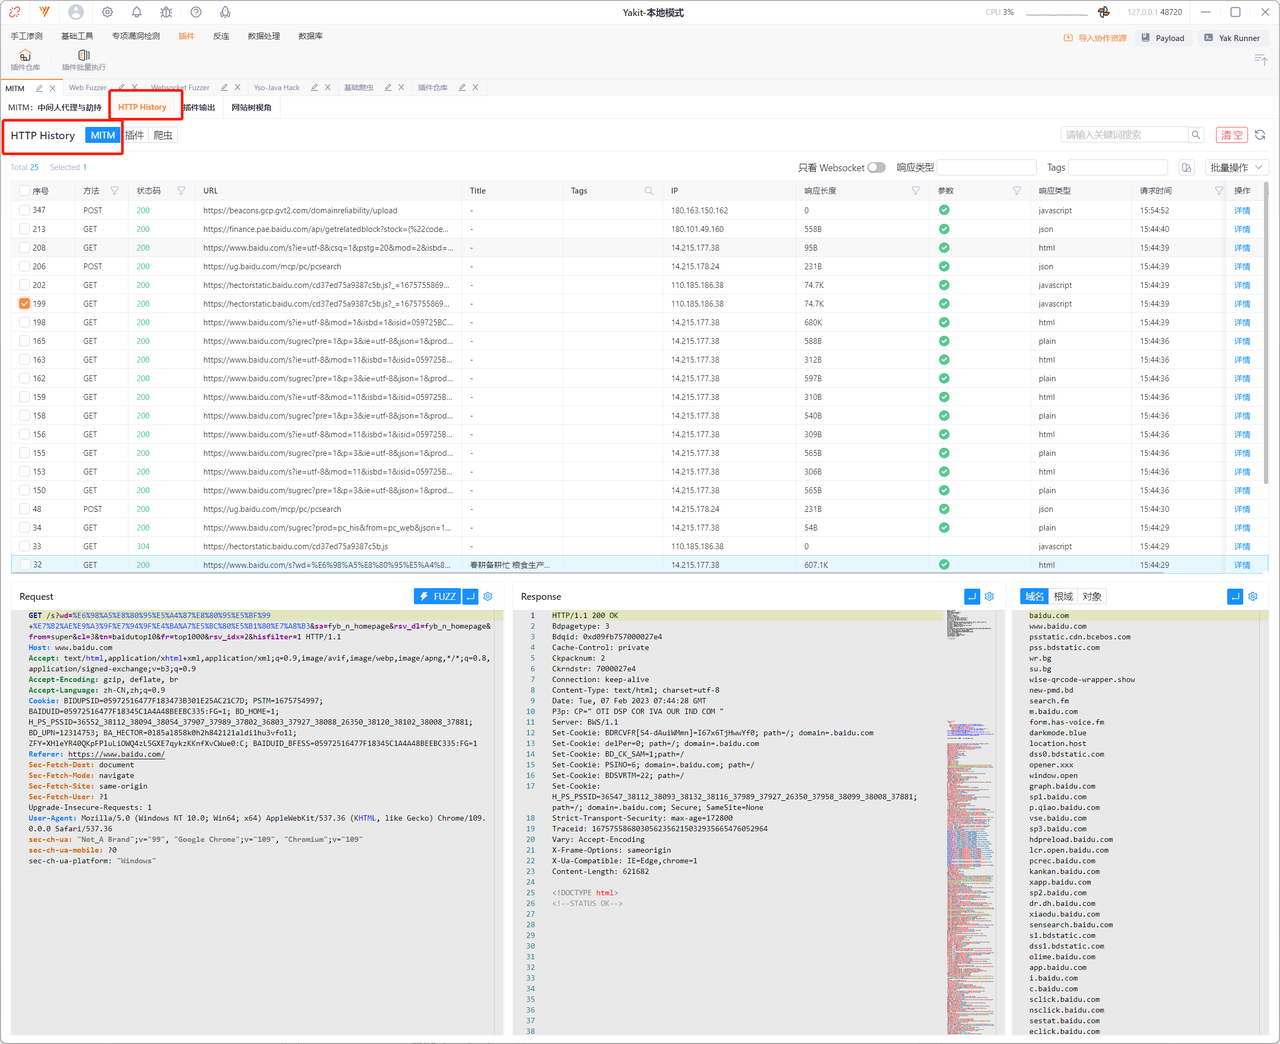 Yakit-本地模式
CPU 3%
127.0.0.1 48720
手工渗测 基础工具 专项漏洞检测 插件 反连 数据处理 数据库
导入协作资源 Payload Yak Runner
插件仓库 插件批量执行
MITM Web Fuzzer Websocket Fuzzer Yso-Java Hack 基础爬虫 插件仓库
MITM：中间人代理与劫持 HTTP History 插件输出 网站树视角
HTTP History MITM 插件 爬虫 请输入关键词搜索 清 空
Total 25 Selected 1 只看 Websocket 响应类型 Tags 批量操作
序号 方法 状态码 URL Title Tags IP 响应长度 参数 响应类型 请求时间 操作
347 POST 200 https://beacons.gcp.gvt2.com/domainreliability/upload - 180.163.150.162 0 javascript 15:54:52 详情
213 GET 200 https://finance.pae.baidu.com/api/getrelatedblock?stock=[%22code... - 180.101.49.160 558B json 15:44:40 详情
208 GET 200 https://www.baidu.com/s?ie=utf-8&csq=1&pstg=20&mod=2&isbd=... - 14.215.177.38 95B html 15:44:39 详情
206 POST 200 https://ug.baidu.com/mcp/pc/pcsearch - 14.215.178.24 231B json 15:44:39 详情
202 GET 200 https://hectorstatic.baidu.com/cd37ed75a9387c5b.js?_=1675755869... - 110.185.186.38 74.7K javascript 15:44:39 详情
199 GET 200 https://hectorstatic.baidu.com/cd37ed75a9387c5b.js?_=1675755869... - 110.185.186.38 74.7K javascript 15:44:39 详情
198 GET 200 https://www.baidu.com/s?ie=utf-8&mod=1&isbd=1&isid=059725BC... - 14.215.177.38 680K html 15:44:39 详情
165 GET 200 https://www.baidu.com/sugrec?pre=1&p=3&ie=utf-8&json=1&prod... - 14.215.177.38 588B plain 15:44:39 详情
163 GET 200 https://www.baidu.com/s?ie=utf-8&mod=11&isbd=1&isid=059725B... - 14.215.177.38 312B html 15:44:36 详情
162 GET 200 https://www.baidu.com/sugrec?pre=1&p=3&ie=utf-8&json=1&prod... - 14.215.177.38 597B plain 15:44:36 详情
159 GET 200 https://www.baidu.com/s?ie=utf-8&mod=11&isbd=1&isid=059725B... - 14.215.177.38 310B html 15:44:36 详情
158 GET 200 https://www.baidu.com/sugrec?pre=1&p=3&ie=utf-8&json=1&prod... - 14.215.177.38 540B plain 15:44:36 详情
156 GET 200 https://www.baidu.com/s?ie=utf-8&mod=11&isbd=1&isid=059725B... - 14.215.177.38 309B html 15:44:36 详情
155 GET 200 https://www.baidu.com/sugrec?pre=1&p=3&ie=utf-8&json=1&prod... - 14.215.177.38 565B plain 15:44:36 详情
153 GET 200 https://www.baidu.com/s?ie=utf-8&mod=11&isbd=1&isid=059725B... - 14.215.177.38 306B html 15:44:36 详情
150 GET 200 https://www.baidu.com/sugrec?pre=1&p=3&ie=utf-8&json=1&prod... - 14.215.177.38 565B plain 15:44:36 详情
48 POST 200 https://ug.baidu.com/mcp/pc/pcsearch - 14.215.178.24 231B json 15:44:30 详情
34 GET 200 https://www.baidu.com/sugrec?prod=pc_his&from=pc_web&json=1... - 14.215.177.38 54B plain 15:44:29 详情
33 GET 304 https://hectorstatic.baidu.com/cd37ed75a9387c5b.js - 110.185.186.38 0 javascript 15:44:29 详情
32 GET 200 https://www.baidu.com/s?wd=%E6%98%A5%E8%80%95%E5%A4%8... 春耕备耕忙 粮食生产... 14.215.177.38 607.1K html 15:44:29 详情
Request FUZZ
GET /s?wd=%E6%98%A5%E8%80%95%E5%A4%87%E8%80%95%E5%BF%99
+%E7%B2%AE%E9%A3%9F%E7%94%9F%E4%BA%A7%E5%BC%80%E5%B1%80%E7%A8%B3&sa=fyb_n_homepage&rsv_dl=fyb_n_homepage&
from=super&cl=3&tn=baidutop10&fr=top1000&rsv_idx=2&hisfilter=1 HTTP/1.1
Host: www.baidu.com
Accept: text/html,application/xhtml+xml,application/xml;q=0.9,image/avif,image/webp,image/apng,*/*;q=0.8,
application/signed-exchange;v=b3;q=0.9
Accept-Encoding: gzip, deflate, br
Accept-Language: zh-CN,zh;q=0.9
Cookie: BIDUPSID=05972516477F183473B301E25AC21C7D; PSTM=1675754997;
BAIDUID=05972516477F18345C1A4A48BEEBC335:FG=1; BD_HOME=1;
H_PS_PSSID=36552_38112_38094_38054_37907_37989_37802_36803_37927_38088_26350_38120_38102_38008_37881;
BD_UPN=12314753; BA_HECTOR=0185a1858k0h2h842121aldi1hu3vfo1l;
ZFY=XHleYR40QKpFPluLiOWQ4zL5GXE7qykzKKnfXvCWue0:C; BAIDUID_BFESS=05972516477F18345C1A4A48BEEBC335:FG=1
Referer: https://www.baidu.com/
Sec-Fetch-Dest: document
Sec-Fetch-Mode: navigate
Sec-Fetch-Site: same-origin
Sec-Fetch-User: ?1
Upgrade-Insecure-Requests: 1
User-Agent: Mozilla/5.0 (Windows NT 10.0; Win64; x64) AppleWebKit/537.36 (KHTML, like Gecko) Chrome/109.
0.0.0 Safari/537.36
sec-ch-ua: "Not_A Brand";v="99", "Google Chrome";v="109", "Chromium";v="109"
sec-ch-ua-mobile: ?0
sec-ch-ua-platform: "Windows"
Response
1 HTTP/1.1 200 OK
2 Bdpagetype: 3
3 Bdqid: 0xd09fb757000027e4
4 Cache-Control: private
5 Ckpacknum: 2
6 Ckrndstr: 7000027e4
7 Connection: keep-alive
8 Content-Type: text/html; charset=utf-8
9 Date: Tue, 07 Feb 2023 07:44:28 GMT
10 P3p: CP=" OTI DSP COR IVA OUR IND COM "
11 Server: BWS/1.1
12 Set-Cookie: BDRCVFR[S4-dAuiWMmn]=I67x6TjHwwYf0; path=/; domain=.baidu.com
13 Set-Cookie: delPer=0; path=/; domain=.baidu.com
14 Set-Cookie: BD_CK_SAM=1;path=/
15 Set-Cookie: PSINO=6; domain=.baidu.com; path=/
16 Set-Cookie: BDSVRTM=22; path=/
17 Set-Cookie:
H_PS_PSSID=36547_38112_38093_38132_38116_37989_37927_26350_37958_38099_38008_37881;
path=/; domain=.baidu.com; Secure; SameSite=None
18 Strict-Transport-Security: max-age=172800
19 Traceid: 1675755868030562356215032935665476052964
20 Vary: Accept-Encoding
21 X-Frame-Options: sameorigin
22 X-Ua-Compatible: IE=Edge,chrome=1
23 Content-Length: 621682
24
25 <!DOCTYPE html>
26 <!--STATUS OK-->
27
28
29
30
31
32
33
34
35
36
37
38
域名 根域 对象
baidu.com
www.baidu.com
psstatic.cdn.bcebos.com
pss.bdstatic.com
wr.bg
su.bg
wise-qrcode-wrapper.show
new-pmd.bd
search.fm
m.baidu.com
form.has-voice.fm
darkmode.blue
location.host
dss0.bdstatic.com
opener.xxx
window.open
graph.baidu.com
sp1.baidu.com
p.qiao.baidu.com
vse.baidu.com
sp3.baidu.com
hdpreload.baidu.com
lcr.open.baidu.com
pcrec.baidu.com
kankan.baidu.com
xapp.baidu.com
sp2.baidu.com
dr.dh.baidu.com
xiaodu.baidu.com
sensearch.baidu.com
s1.bdstatic.com
dss1.bdstatic.com
olime.baidu.com
app.baidu.com
i.baidu.com
c.baidu.com
sclick.baidu.com
nsclick.baidu.com
sestat.baidu.com
eclick.baidu.com